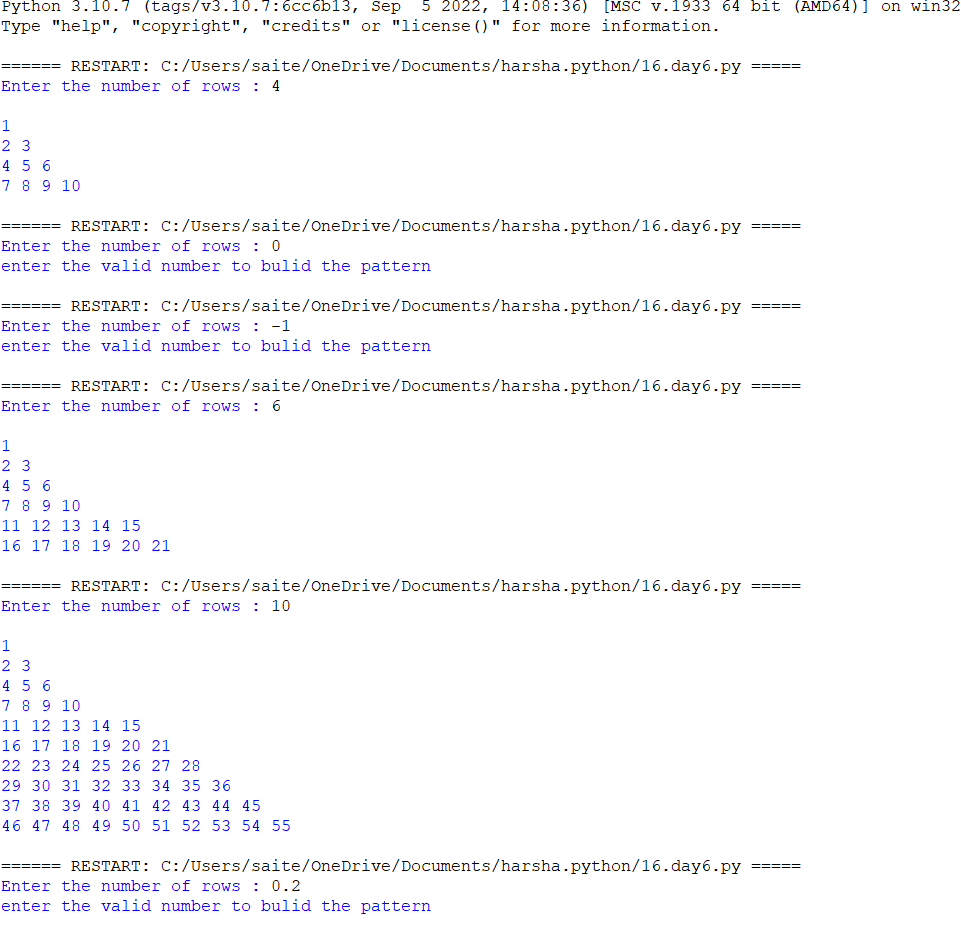 Python 3.10.7 (tags/v3.10.7:6cc6b13, Sep  5 2022, 14:08:36) [MSC v.1933 64 bit (AMD64)] on win32
Type "help", "copyright", "credits" or "license()" for more information.
====== RESTART: C:/Users/saite/OneDrive/Documents/harsha.python/16.day6.py =====
Enter the number of rows : 4
1
2 3
4 5 6
7 8 9 10
====== RESTART: C:/Users/saite/OneDrive/Documents/harsha.python/16.day6.py =====
Enter the number of rows : 0
enter the valid number to bulid the pattern
====== RESTART: C:/Users/saite/OneDrive/Documents/harsha.python/16.day6.py =====
Enter the number of rows : -1
enter the valid number to bulid the pattern
====== RESTART: C:/Users/saite/OneDrive/Documents/harsha.python/16.day6.py =====
Enter the number of rows : 6
1
2 3
4 5 6
7 8 9 10
11 12 13 14 15
16 17 18 19 20 21
====== RESTART: C:/Users/saite/OneDrive/Documents/harsha.python/16.day6.py =====
Enter the number of rows : 10
1
2 3
4 5 6
7 8 9 10
11 12 13 14 15
16 17 18 19 20 21
22 23 24 25 26 27 28
29 30 31 32 33 34 35 36
37 38 39 40 41 42 43 44 45
46 47 48 49 50 51 52 53 54 55
====== RESTART: C:/Users/saite/OneDrive/Documents/harsha.python/16.day6.py =====
Enter the number of rows : 0.2
enter the valid number to bulid the pattern